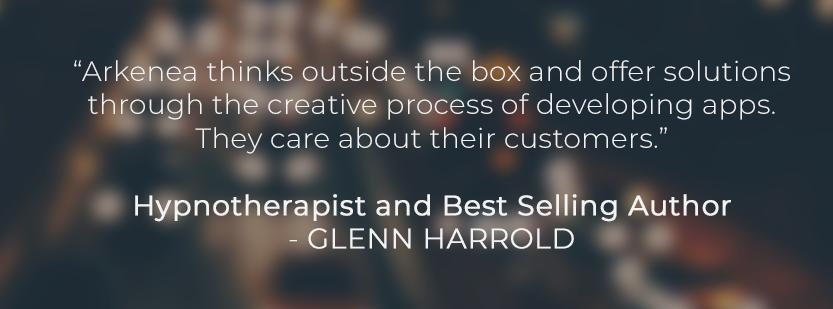 “Arkenea thinks outside the box and offer solutions
through the creative process of developing apps.
They care about their customers.”
Hypnotherapist and Best Selling Author
- GLENN HARROLD